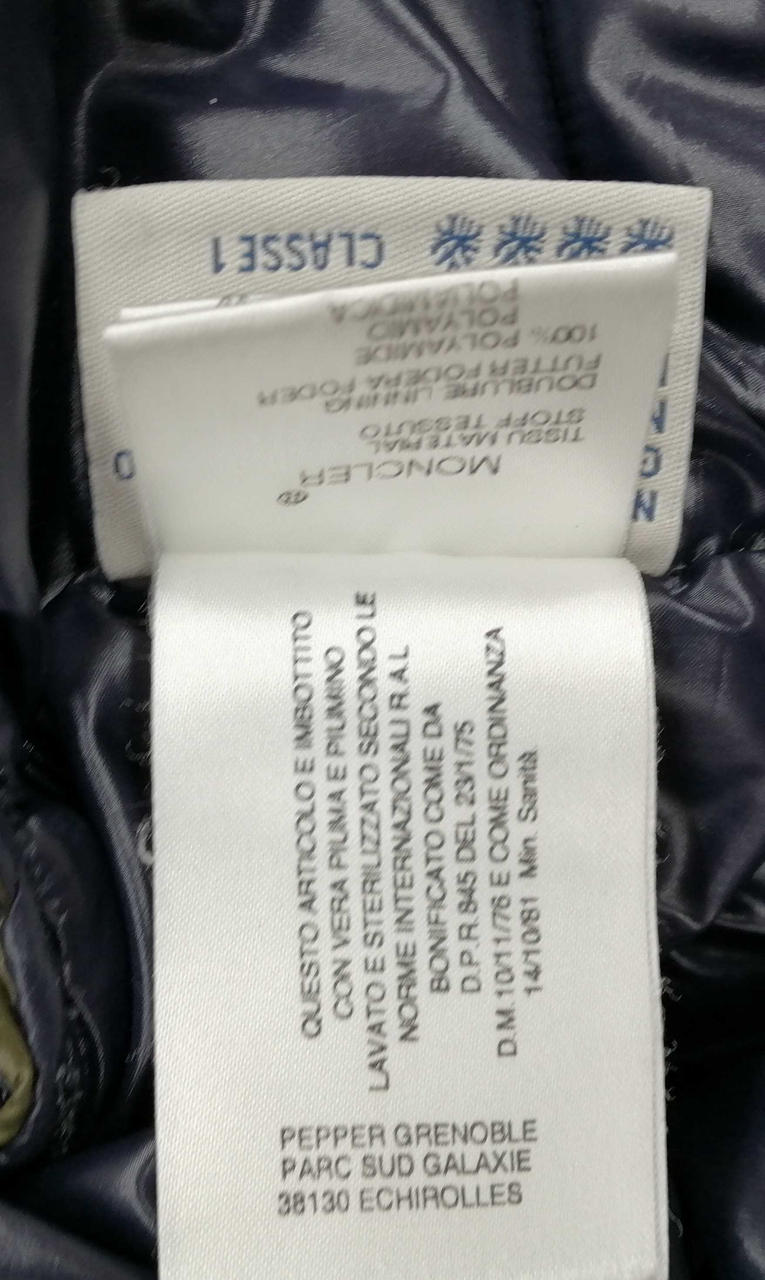 CLASSE 1
MONCLER
TISSU MATERIAL
STOFF TESSUTO
DOUBLURE LINNING
FUTTER FODERA FODER
100% POLYAMIDE
POLYAMID
POLIAMIDICA
QUESTO ARTICOLO E IMBOTTITO
CON VERA PIUMA E PIUMINO
LAVATO E STERILIZZATO SECONDO LE
NORME INTERNAZIONALI R.A.L
BONIFICATO COME DA
D.P.R.845 DEL 23/1/75
D.M.10/11/76 E COME ORDINANZA
14/10/81 Min. Sanità
PEPPER GRENOBLE
PARC SUD GALAXIE
38130 ECHIROLLES